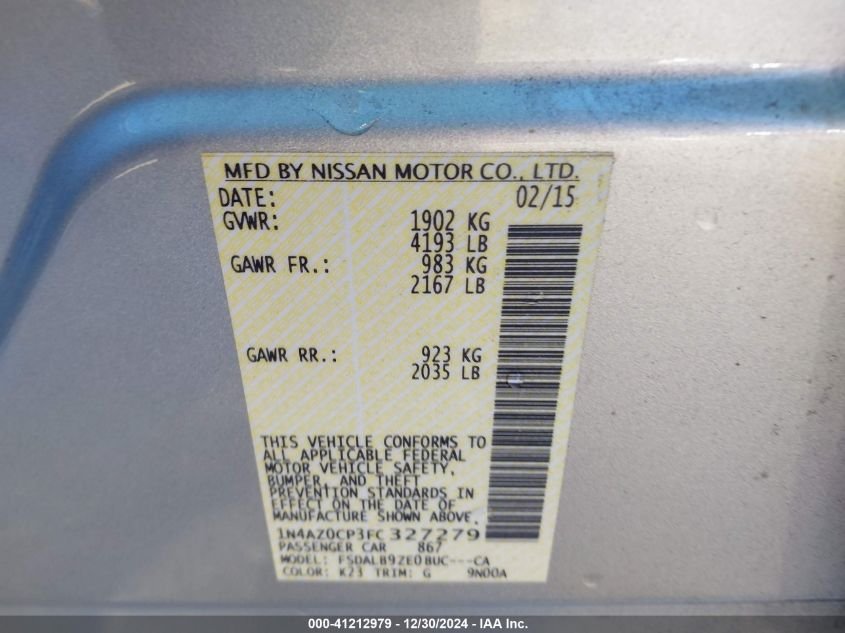 MFD BY NISSAN MOTOR CO., LTD.
DATE: 02/15
GVWR: 1902 KG
4193 LB
GAWR FR.: 983 KG
2167 LB
GAWR RR.: 923 KG
2035 LB
THIS VEHICLE CONFORMS TO
ALL APPLICABLE FEDERAL
MOTOR VEHICLE SAFETY,
BUMPER, AND THEFT
PREVENTION STANDARDS IN
EFFECT ON THE DATE OF
MANUFACTURE SHOWN ABOVE.
1N4AZ0CP3FC327279
PASSENGER CAR 867
MODEL: FSDALB9ZE0BUC---CA
COLOR: K23 TRIM: G 9N00A
000-41212979 - 12/30/2024 - IAA Inc.